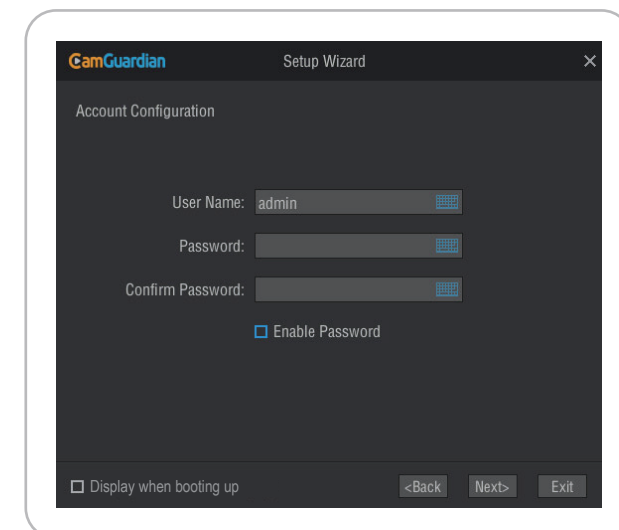 CamGuardian Setup Wizard
Account Configuration
User Name: admin
Password:
Confirm Password:
Enable Password
Display when booting up <Back Next> Exit